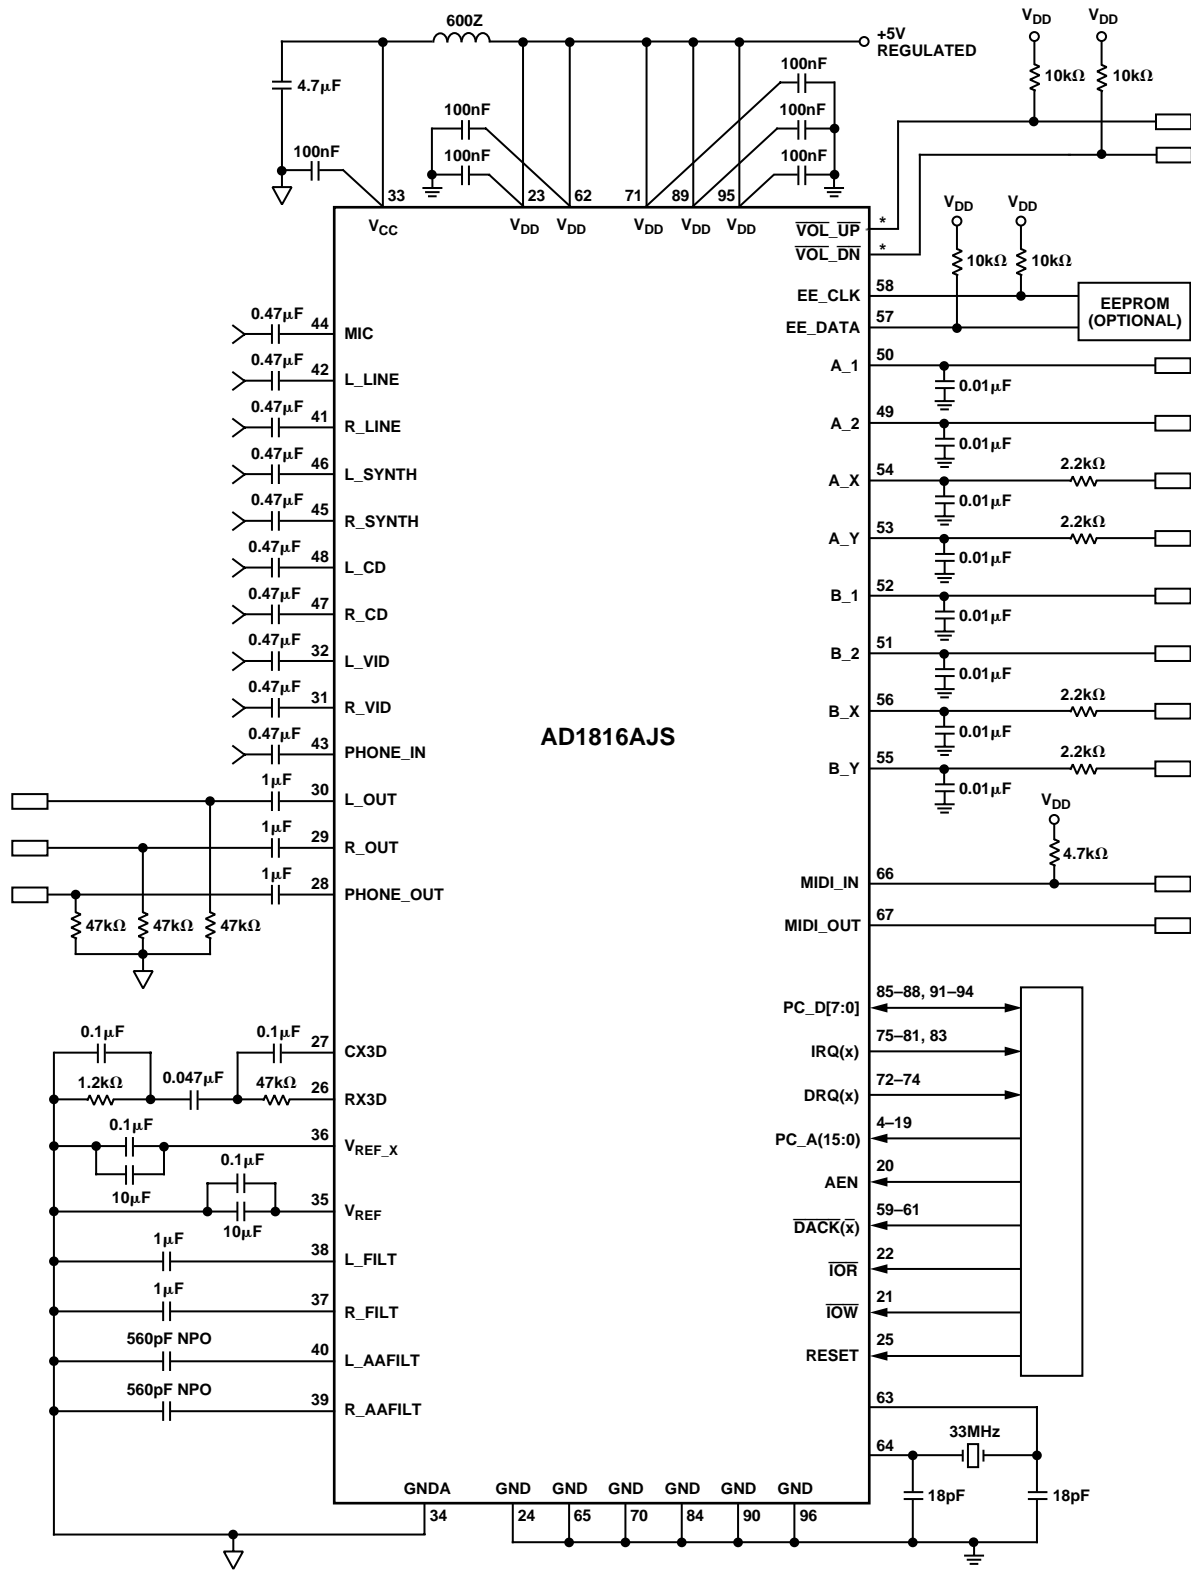 600Z
+5V
REGULATED
V_DD V_DD
4.7µF
100nF
10kΩ 10kΩ
100nF 100nF
100nF 100nF 100nF
33 23 62 71 89 95
V_CC V_DD V_DD V_DD V_DD V_DD
VOL_UP *
VOL_DN *
V_DD V_DD
10kΩ 10kΩ
EE_CLK 58
EE_DATA 57
EEPROM
(OPTIONAL)
0.47µF 44 MIC
0.47µF 42 L_LINE
0.47µF 41 R_LINE
0.47µF 46 L_SYNTH
0.47µF 45 R_SYNTH
0.47µF 48 L_CD
0.47µF 47 R_CD
0.47µF 32 L_VID
0.47µF 31 R_VID
0.47µF 43 PHONE_IN
1µF 30 L_OUT
1µF 29 R_OUT
1µF 28 PHONE_OUT
47kΩ 47kΩ 47kΩ
AD1816AJS
A_1 50
0.01µF
A_2 49
0.01µF
A_X 54 2.2kΩ
0.01µF
A_Y 53 2.2kΩ
0.01µF
B_1 52
0.01µF
B_2 51
0.01µF
B_X 56 2.2kΩ
0.01µF
B_Y 55 2.2kΩ
0.01µF
V_DD
4.7kΩ
MIDI_IN 66
MIDI_OUT 67
0.1µF 0.1µF 27 CX3D
1.2kΩ 0.047µF 47kΩ 26 RX3D
0.1µF 36 V_REF_X
10µF
0.1µF 35 V_REF
10µF
1µF 38 L_FILT
1µF 37 R_FILT
560pF NPO 40 L_AAFILT
560pF NPO 39 R_AAFILT
PC_D[7:0] 85–88, 91–94
IRQ(x) 75–81, 83
DRQ(x) 72–74
PC_A(15:0) 4–19
AEN 20
DACK(x) 59–61
IOR 22
IOW 21
RESET 25
63
64 33MHz
18pF 18pF
GNDA GND GND GND GND GND GND
34 24 65 70 84 90 96